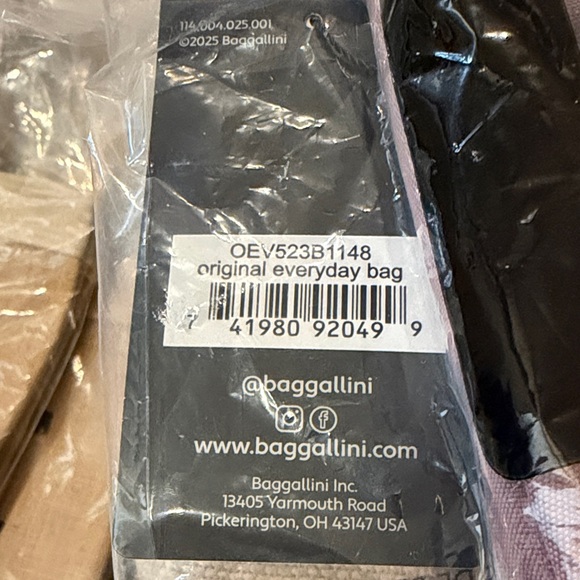 114.004.025.001
©2025 Baggallini
OEV523B1148
original everyday bag
7 41980 92049 9
@baggallini
www.baggallini.com
Baggallini Inc.
13405 Yarmouth Road
Pickerington, OH 43147 USA